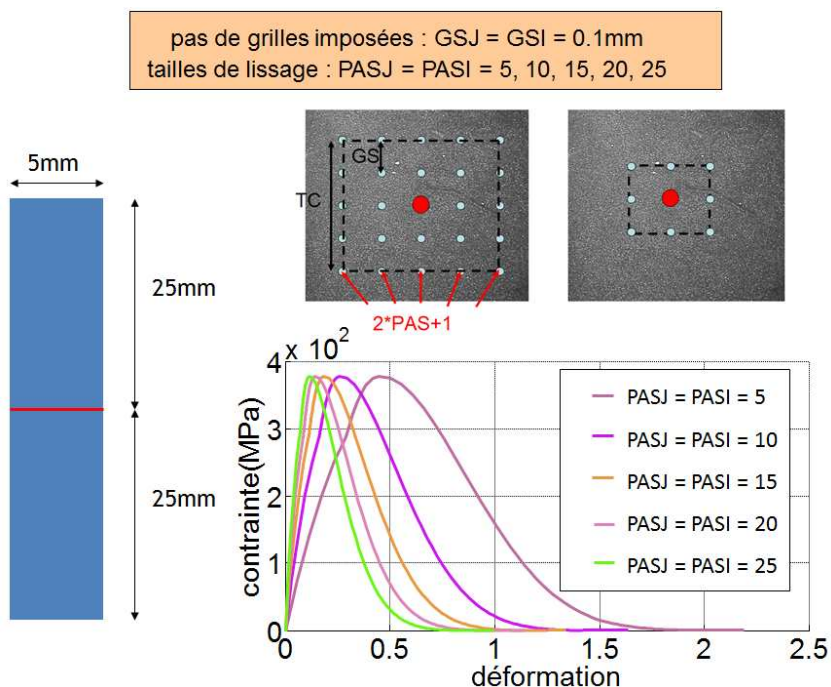 pas de grilles imposées : GSJ = GSI = 0.1mm
tailles de lissage : PASJ = PASI = 5, 10, 15, 20, 25
5mm
25mm
25mm
GS
TC
2*PAS+1
4 x 10²
3
2
1
0
0
0.5
1
1.5
2
2.5
contrainte(MPa)
déformation
PASJ = PASI = 5
PASJ = PASI = 10
PASJ = PASI = 15
PASJ = PASI = 20
PASJ = PASI = 25